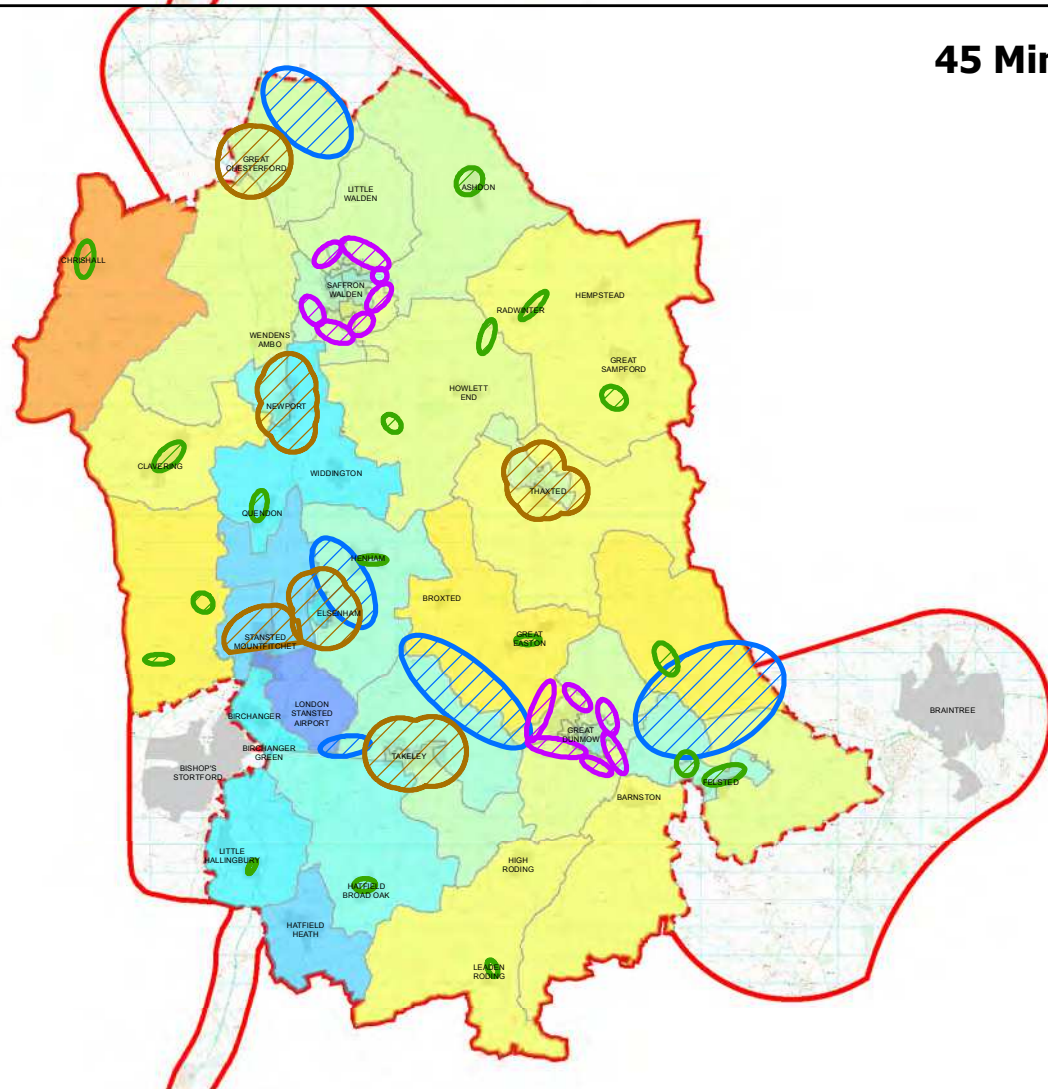 45 Min
GREAT
CHESTERFORD
LITTLE
WALDEN
ASHDON
CHRISHALL
SAFFRON
WALDEN
HEMPSTEAD
RADWINTER
WENDENS
AMBO
GREAT
SAMPFORD
HOWLETT
END
NEWPORT
CLAVERING
WIDDINGTON
THAXTED
QUENDON
HENHAM
BROXTED
ELSENHAM
GREAT
EASTON
STANSTED
MOUNTFITCHET
LONDON
STANSTED
AIRPORT
BIRCHANGER
BRAINTREE
GREAT
DUNMOW
BIRCHANGER
GREEN
TAKELEY
BISHOP'S
STORTFORD
FELSTED
BARNSTON
LITTLE
HALLINGBURY
HIGH
RODING
HATFIELD
BROAD OAK
HATFIELD
HEATH
LEADEN
RODING